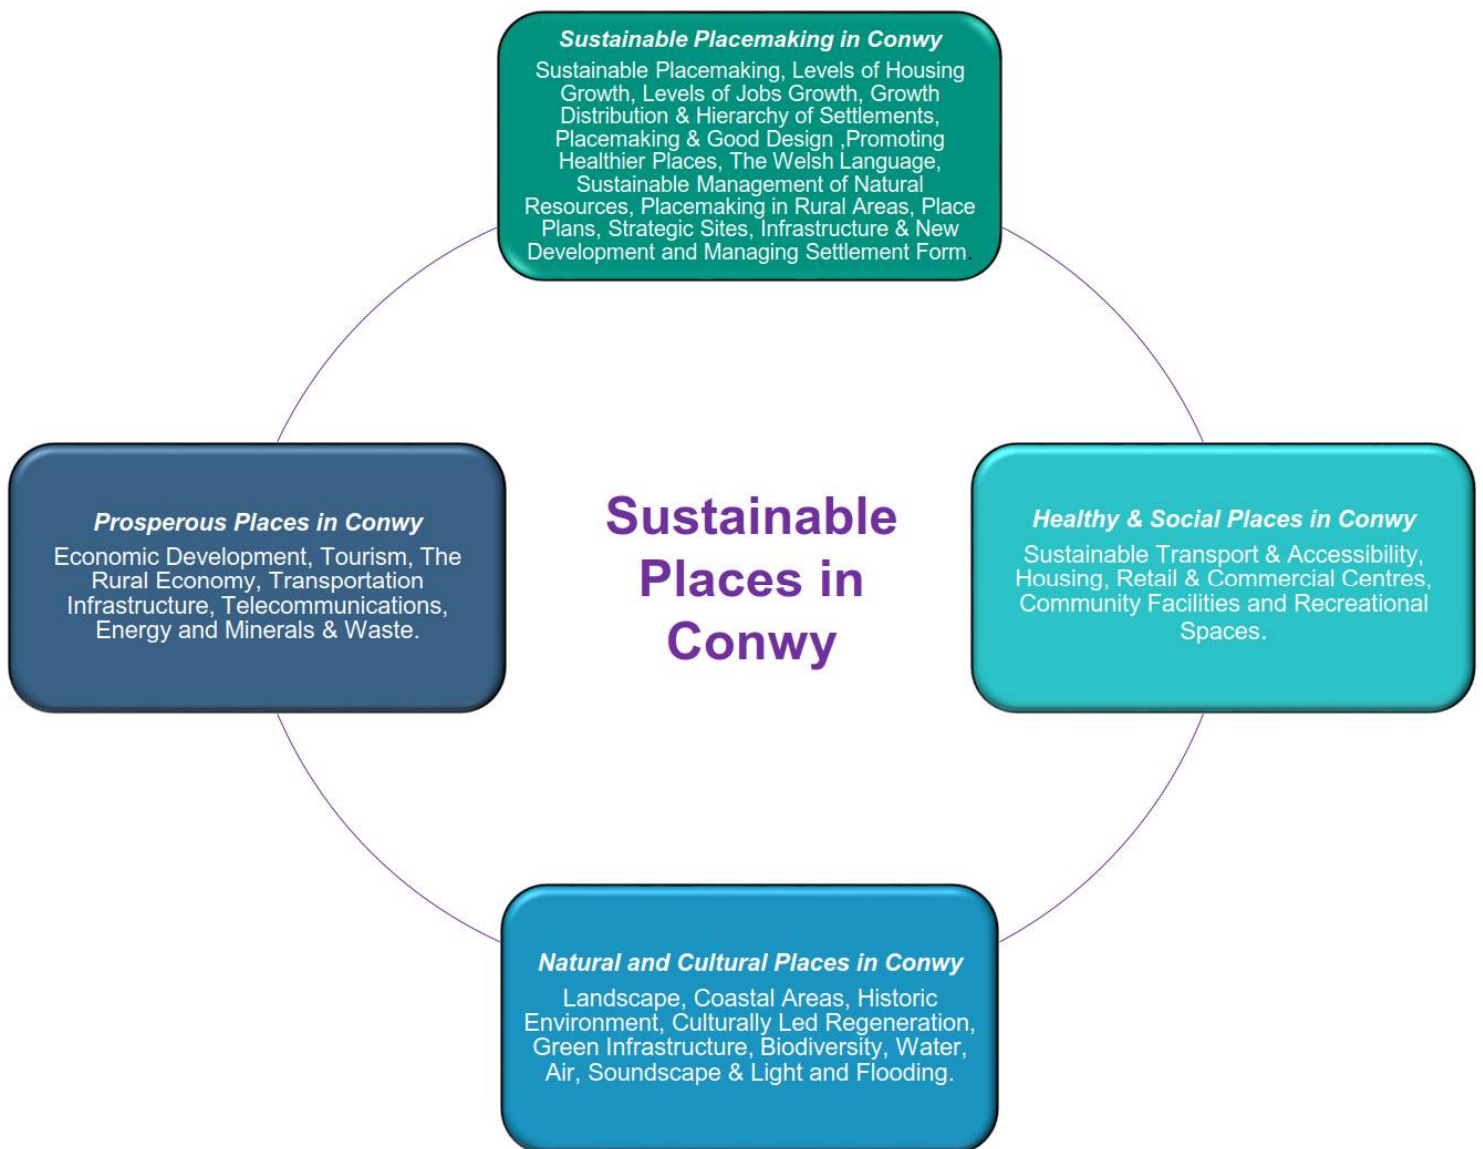 Sustainable Placemaking in Conwy
Sustainable Placemaking, Levels of Housing
Growth, Levels of Jobs Growth, Growth
Distribution & Hierarchy of Settlements,
Placemaking & Good Design ,Promoting
Healthier Places, The Welsh Language,
Sustainable Management of Natural
Resources, Placemaking in Rural Areas, Place
Plans, Strategic Sites, Infrastructure & New
Development and Managing Settlement Form.
Prosperous Places in Conwy
Economic Development, Tourism, The
Rural Economy, Transportation
Infrastructure, Telecommunications,
Energy and Minerals & Waste.
Sustainable
Places in
Conwy
Healthy & Social Places in Conwy
Sustainable Transport & Accessibility,
Housing, Retail & Commercial Centres,
Community Facilities and Recreational
Spaces.
Natural and Cultural Places in Conwy
Landscape, Coastal Areas, Historic
Environment, Culturally Led Regeneration,
Green Infrastructure, Biodiversity, Water,
Air, Soundscape & Light and Flooding.